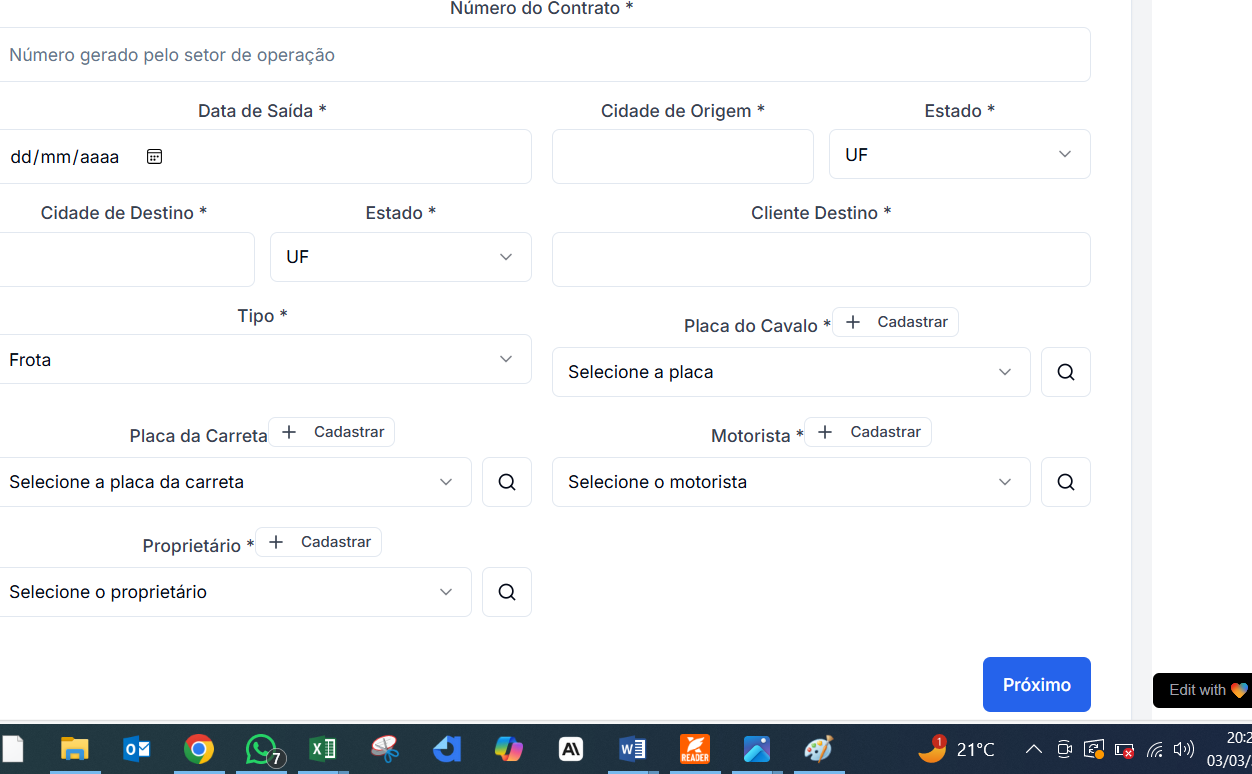 Número do Contrato *
Número gerado pelo setor de operação
Data de Saída *
Cidade de Origem *
Estado *
dd/mm/aaaa
UF
Cidade de Destino *
Estado *
Cliente Destino *
UF
Tipo *
Placa do Cavalo *
+ Cadastrar
Frota
Selecione a placa
Placa da Carreta
+ Cadastrar
Motorista *
+ Cadastrar
Selecione a placa da carreta
Selecione o motorista
Proprietário *
+ Cadastrar
Selecione o proprietário
Próximo
Edit with
7
READER
1
21°C
20:2
03/03/